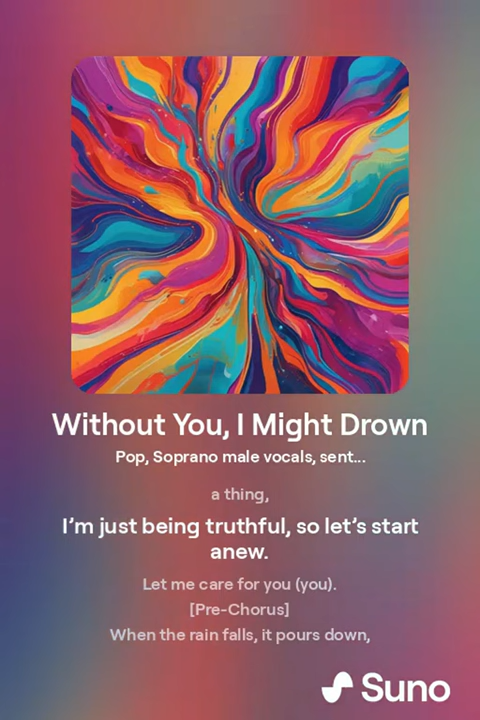 Without You, I Might Drown
Pop, Soprano male vocals, sent...
a thing,
I'm just being truthful, so let's start
anew.
Let me care for you (you).
[Pre-Chorus]
When the rain falls, it pours down,
Suno